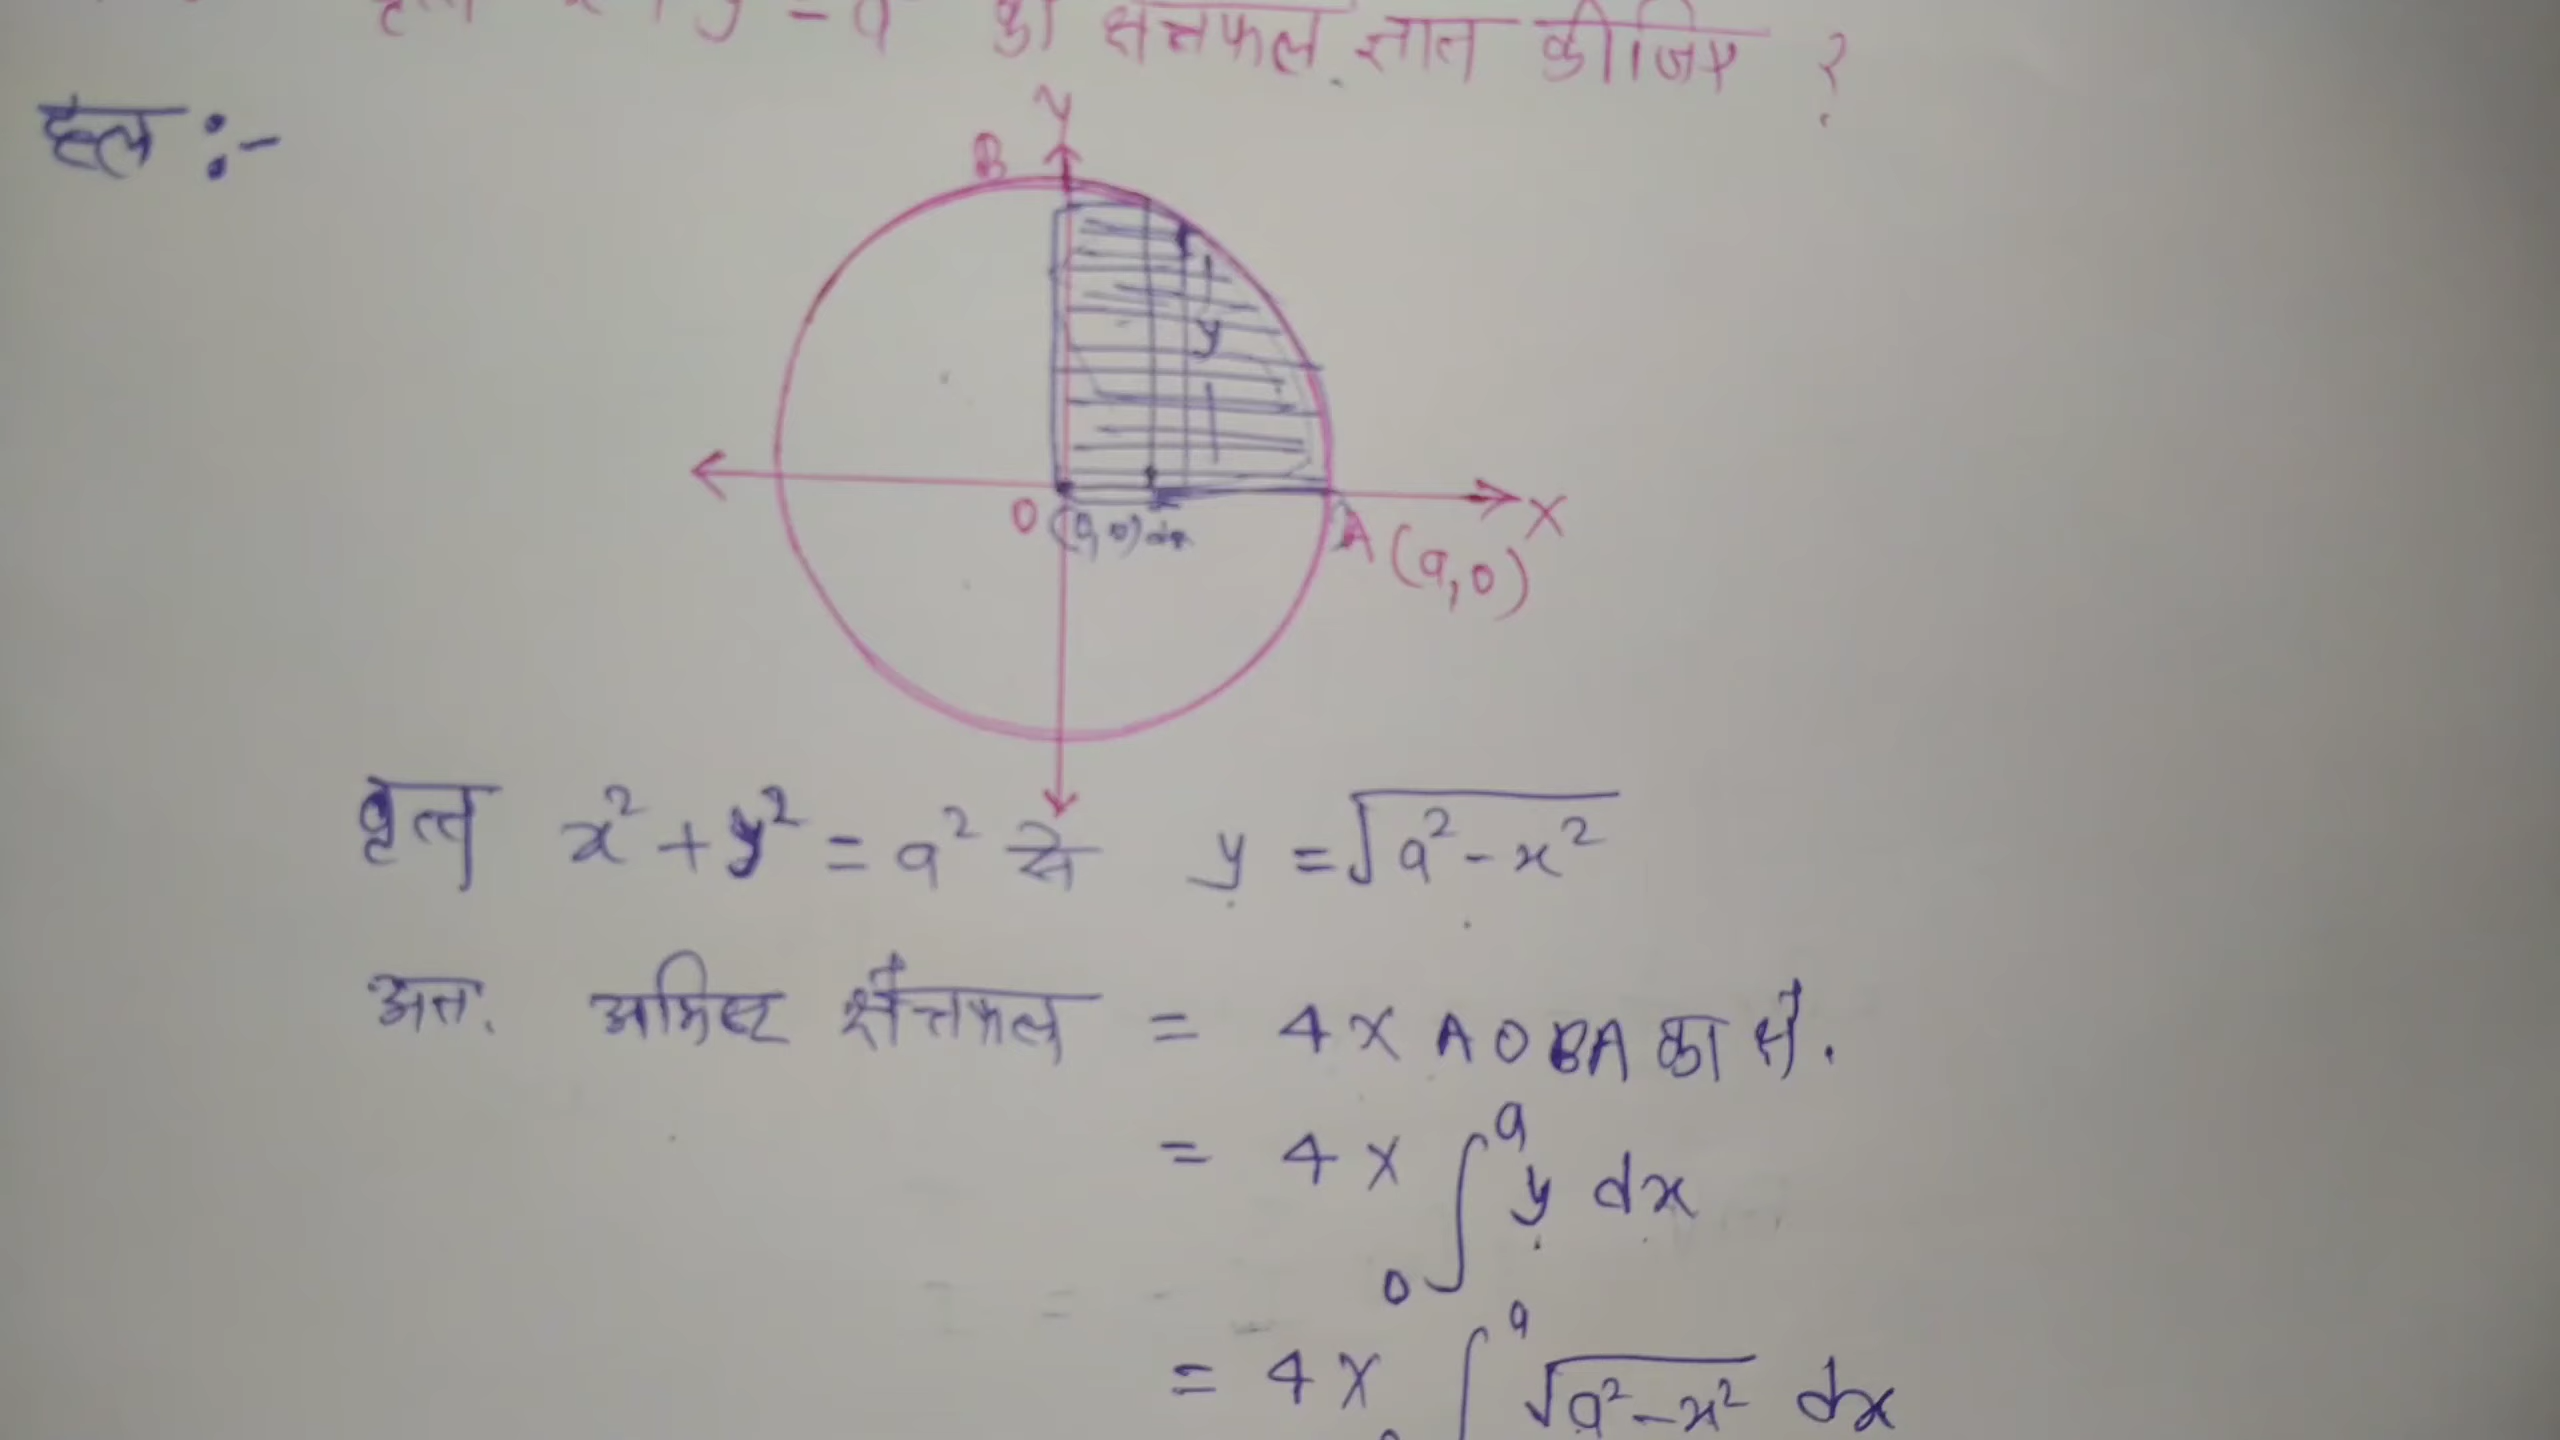 की क्षेत्रफल ज्ञात कीजिए ?
हल :-
y
B
y
O (0,0) dx
A (a,0)
X
वृत्त x² + y² = a² से y = √a² - x²
अत. अभिष्ट क्षेत्रफल = 4 × AOBA का क्षे.
= 4 × ∫₀ᵃ y dx
= 4 × ∫ᵃ √a² - x² dx